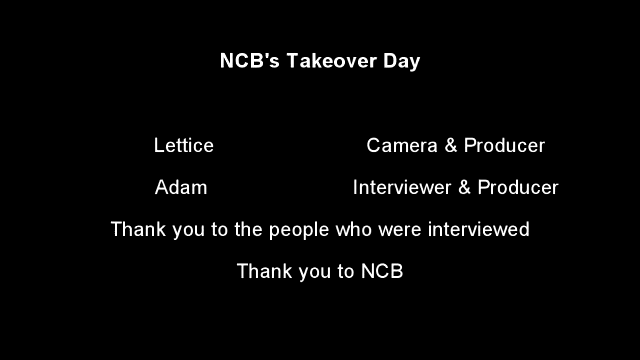 NCB's Takeover Day
Lettice Camera & Producer
Adam Interviewer & Producer
Thank you to the people who were interviewed
Thank you to NCB